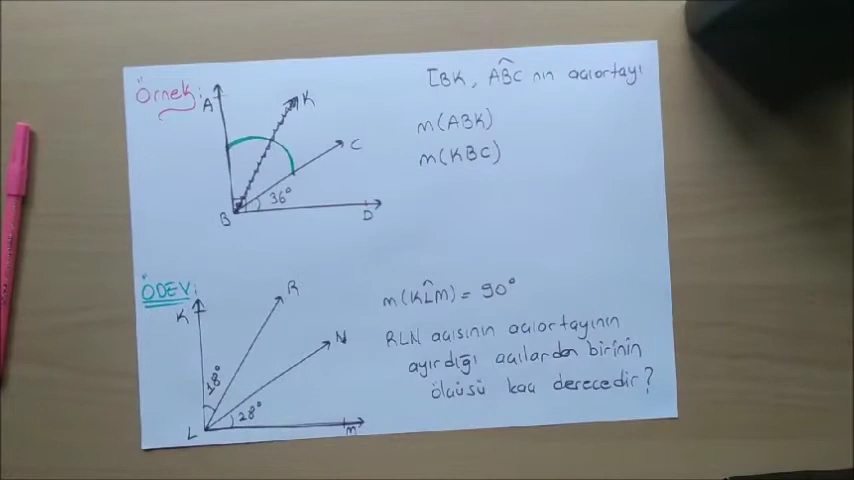 Örnek:
[BK, ABC nin açıortayı
m(ABK)
m(KBC)
A
K
C
36°
B
D
ÖDEV:
m(KLM) = 90°
RLN açısının açıortayının
ayırdığı açılardan birinin
ölçüsü kaç derecedir?
K
R
N
18°
28°
L
M